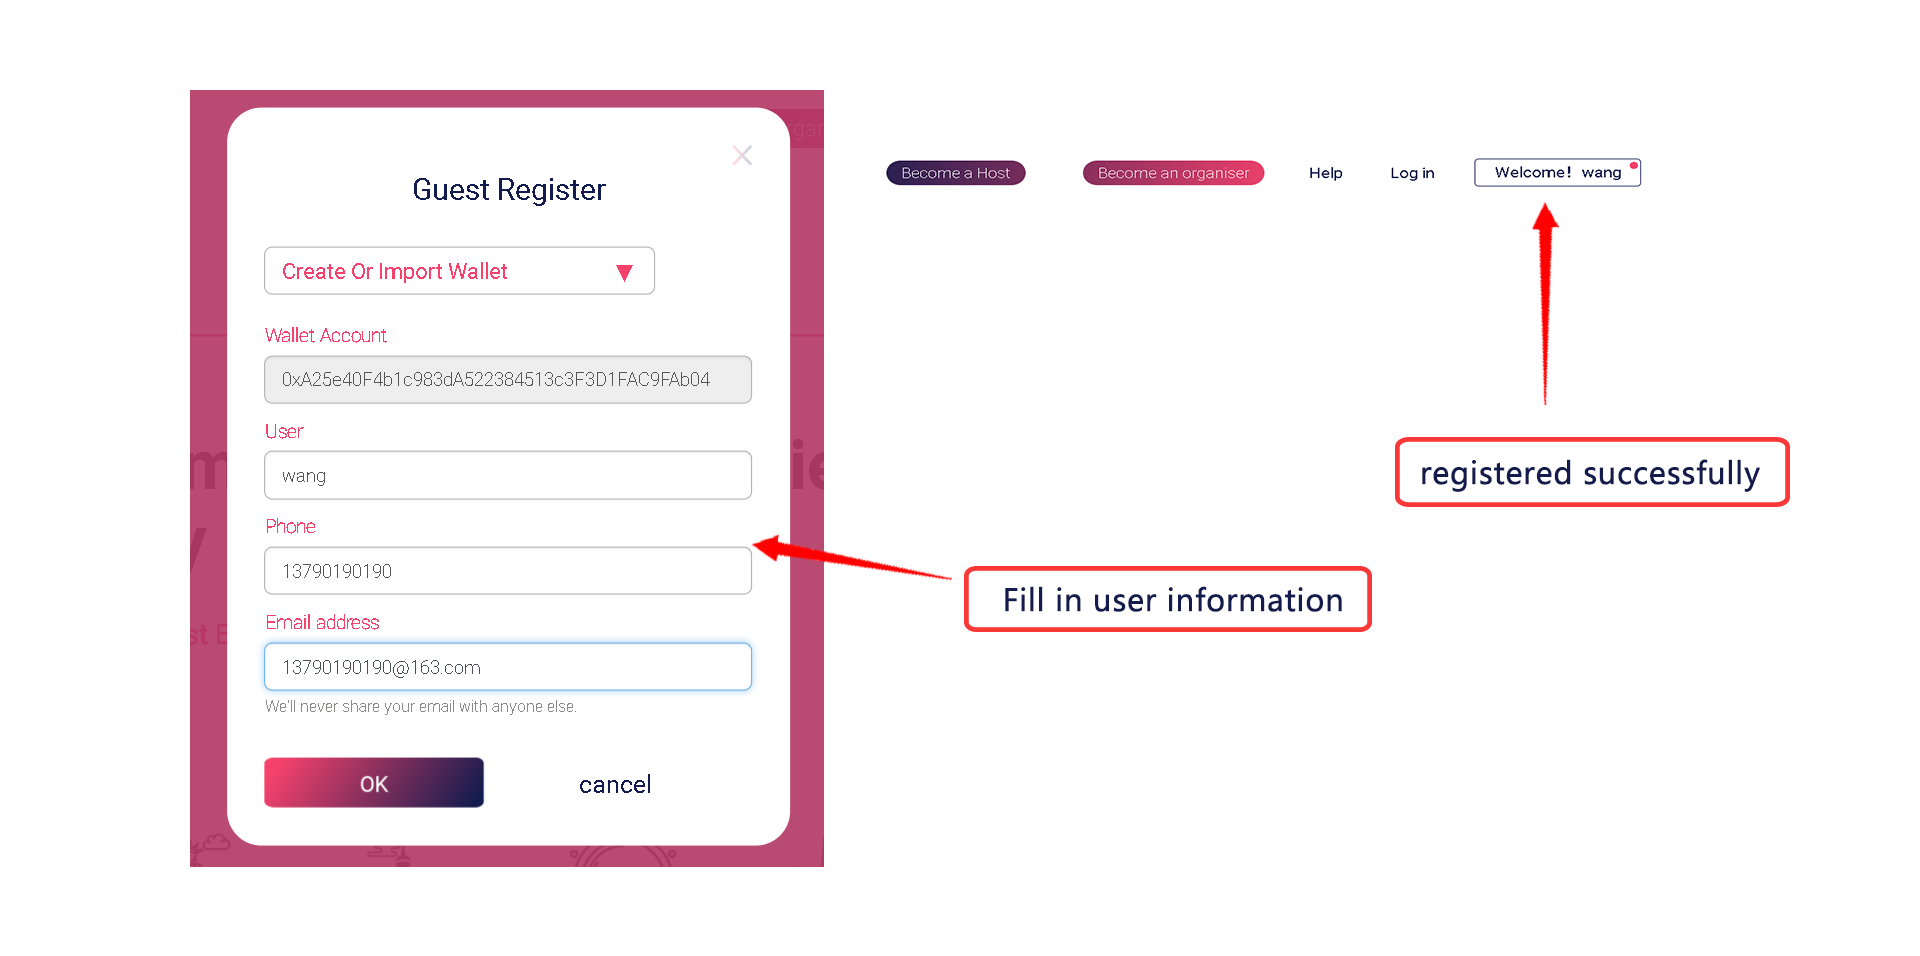 Guest Register
Create Or Import Wallet
Wallet Account
0xA25e40F4b1c983dA522384513c3F3D1FAC9FAb04
User
wang
Phone
13790190190
Email address
13790190190@163.com
We'll never share your email with anyone else.
OK cancel
Become a Host Become an organiser Help Log in Welcome! wang
registered successfully
Fill in user information